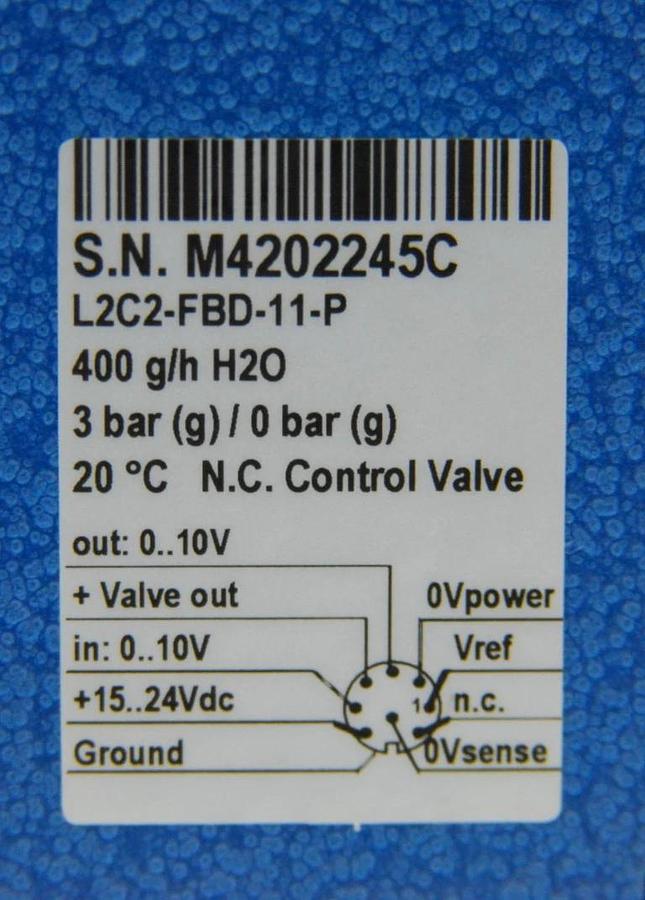 S.N. M4202245C
L2C2-FBD-11-P
400 g/h H2O
3 bar (g) / 0 bar (g)
20 °C N.C. Control Valve
out: 0..10V
+ Valve out 0Vpower
in: 0..10V Vref
+15..24Vdc 1 n.c.
Ground 0Vsense